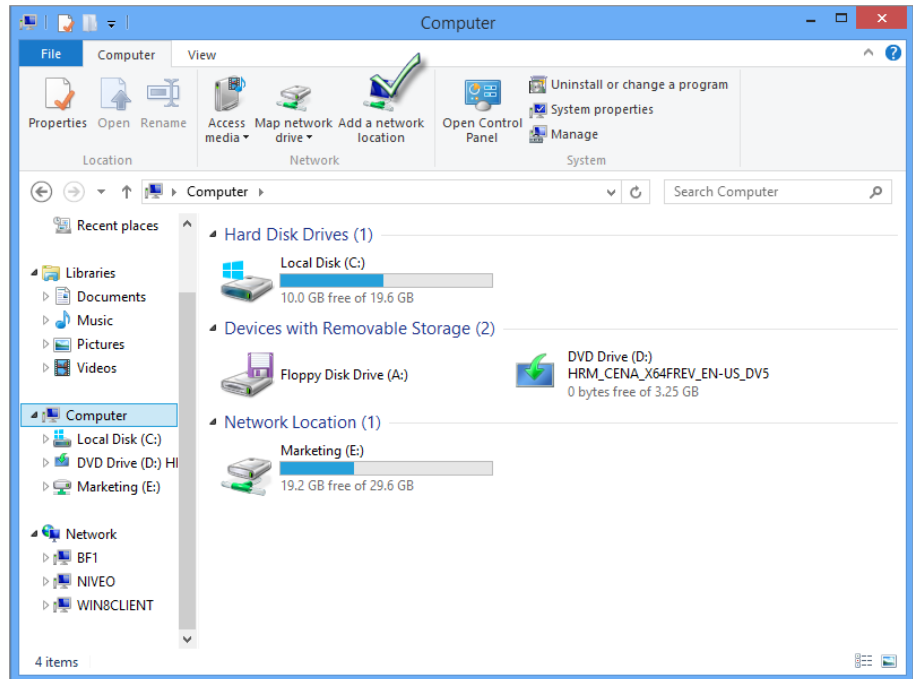 Computer
File Computer View
Properties Open Rename
Access media Map network drive Add a network location
Open Control Panel
Uninstall or change a program
System properties
Manage
Location Network System
Computer
Search Computer
Recent places
Libraries
Documents
Music
Pictures
Videos
Computer
Local Disk (C:)
DVD Drive (D:) HI
Marketing (E:)
Network
BF1
NIVEO
WIN8CLIENT
Hard Disk Drives (1)
Local Disk (C:)
10.0 GB free of 19.6 GB
Devices with Removable Storage (2)
Floppy Disk Drive (A:)
DVD Drive (D:)
HRM_CENA_X64FREV_EN-US_DV5
0 bytes free of 3.25 GB
Network Location (1)
Marketing (E:)
19.2 GB free of 29.6 GB
4 items